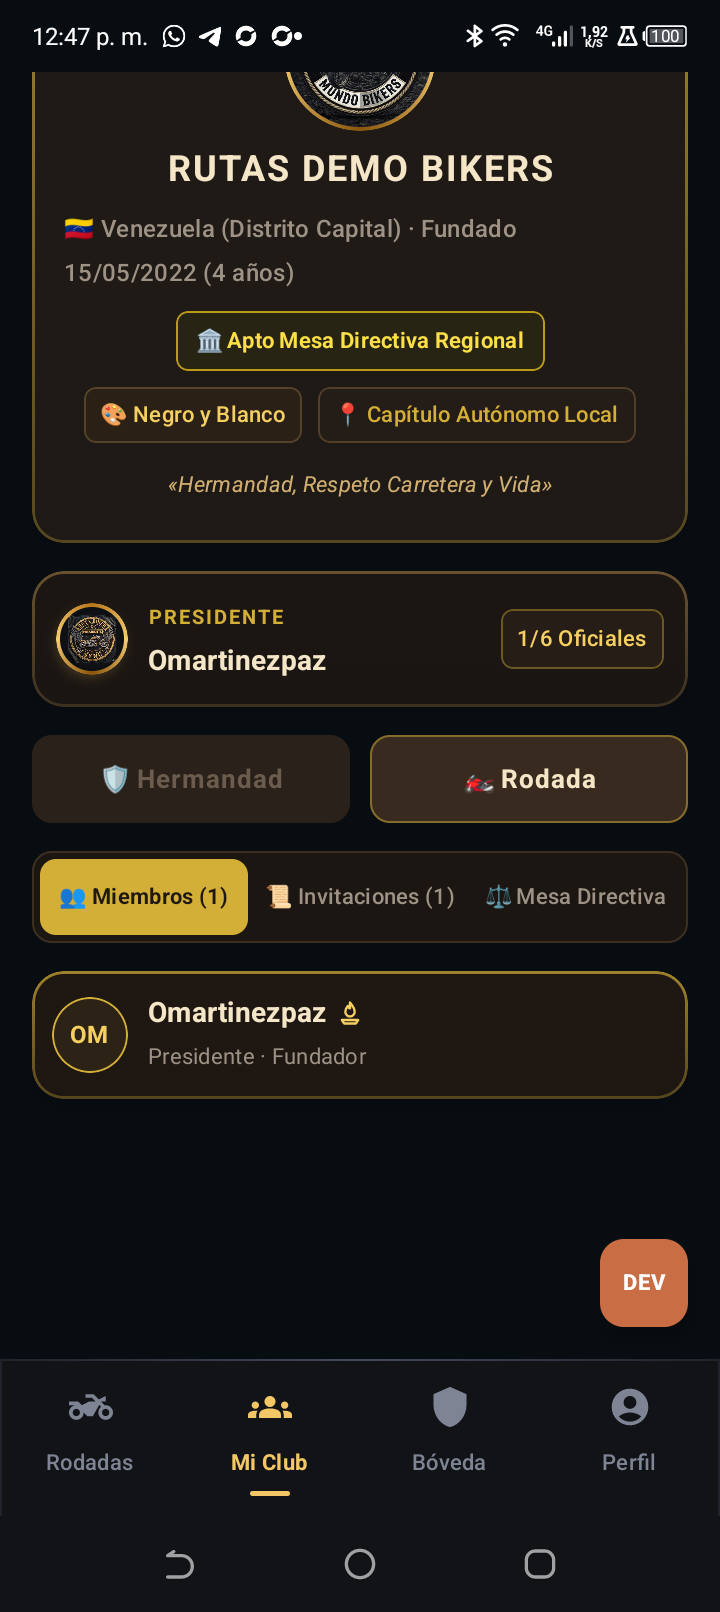 12:47 p. m.
4G 1,92 K/S 100
MUNDO BIKERS
RUTAS DEMO BIKERS
🇻🇪 Venezuela (Distrito Capital) · Fundado
15/05/2022 (4 años)
🏛️ Apto Mesa Directiva Regional
🎨 Negro y Blanco
📍 Capítulo Autónomo Local
«Hermandad, Respeto Carretera y Vida»
PRESIDENTE
Omartinezpaz
1/6 Oficiales
🛡️ Hermandad
🏍️ Rodada
👥 Miembros (1)
📜 Invitaciones (1)
⚖️ Mesa Directiva
OM
Omartinezpaz
Presidente · Fundador
DEV
Rodadas
Mi Club
Bóveda
Perfil